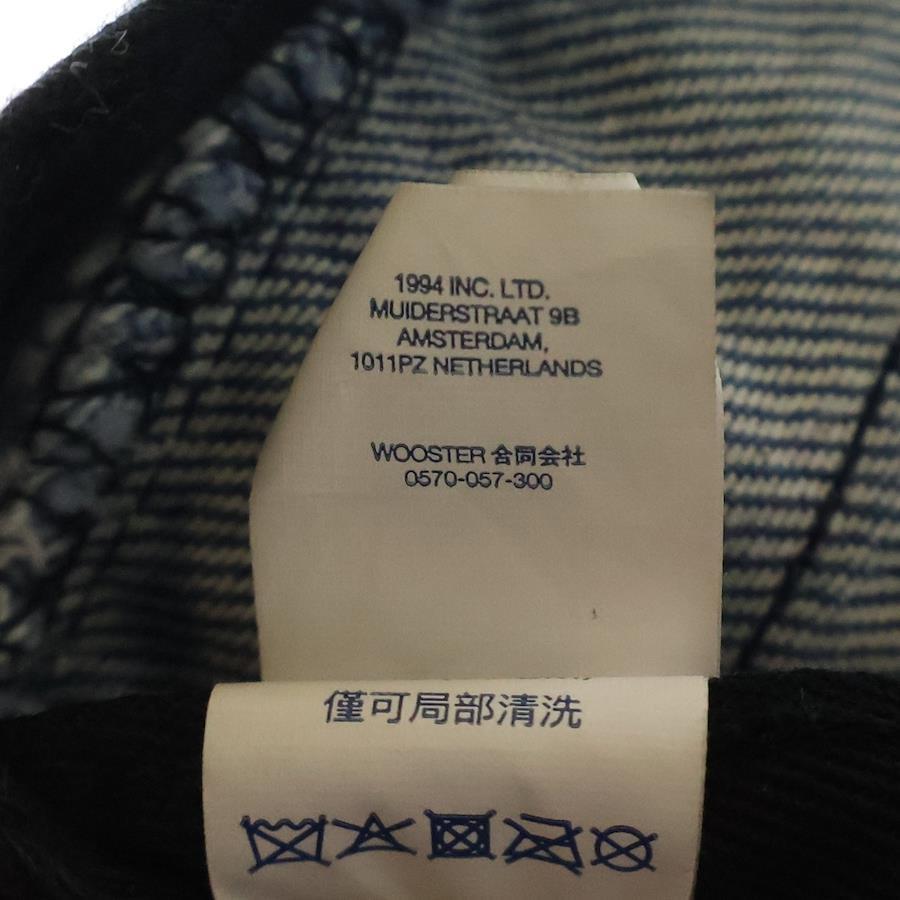 1994 INC. LTD.
MUIDERSTRAAT 9B
AMSTERDAM,
1011PZ NETHERLANDS
WOOSTER 合同会社
0570-057-300
僅可局部清洗